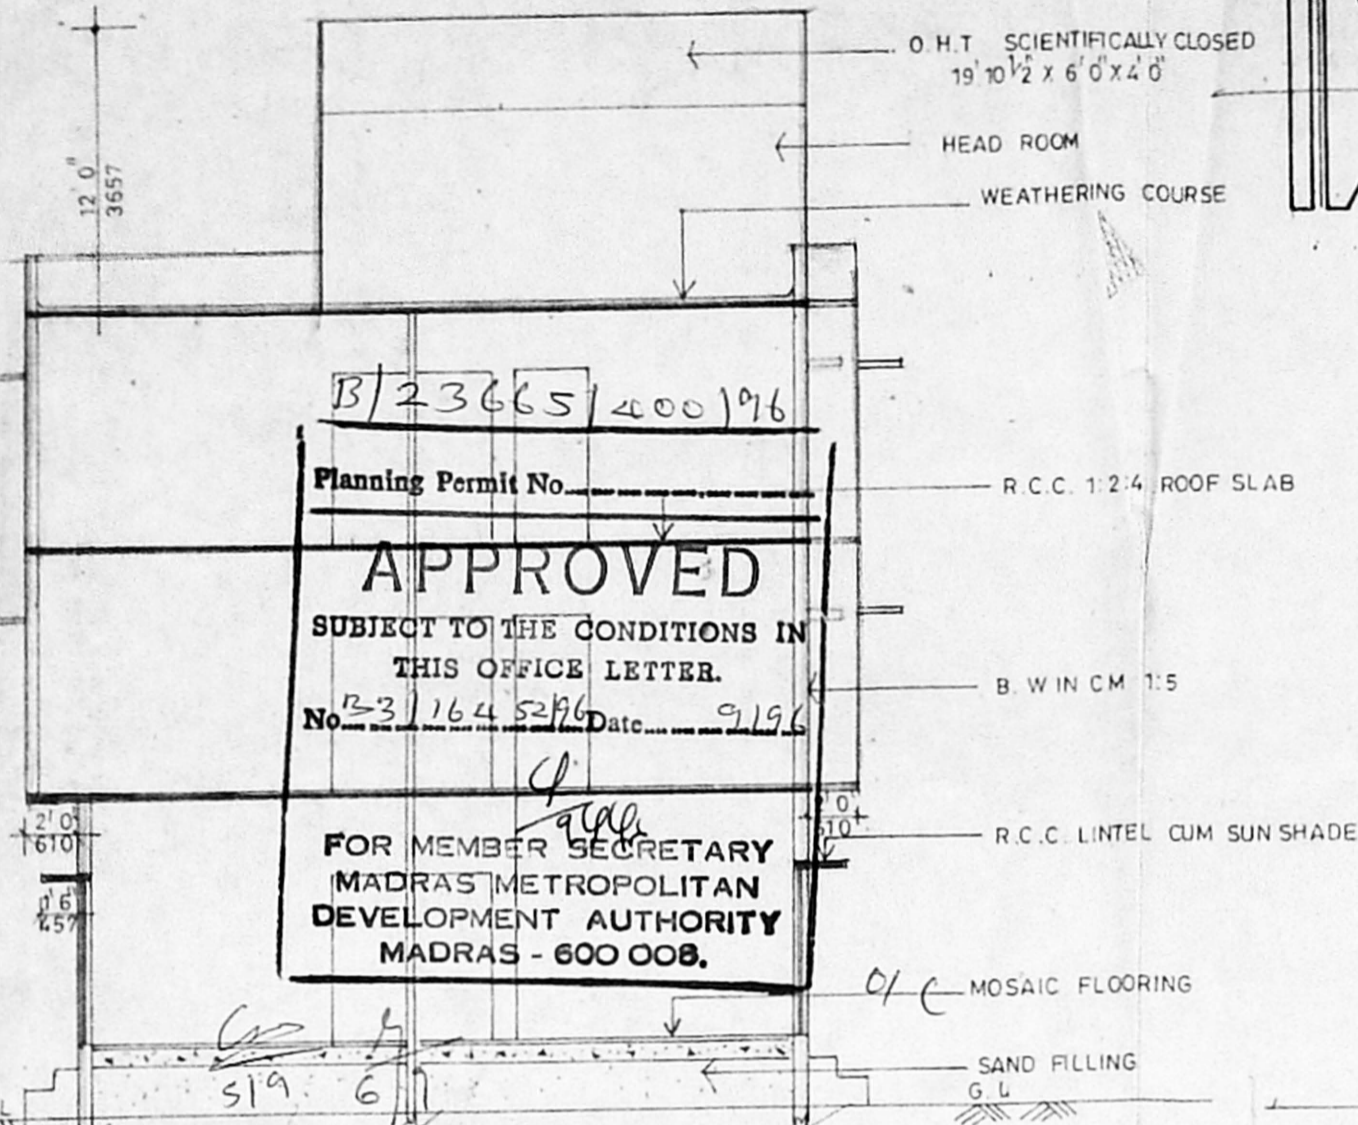 O.H.T SCIENTIFICALLY CLOSED
19' 10½" X 6' 0" X 4' 0"
HEAD ROOM
WEATHERING COURSE
12' 0"
3657
B/23665/400/96
Planning Permit No.
R.C.C. 1:2:4 ROOF SLAB
APPROVED
SUBJECT TO THE CONDITIONS IN
THIS OFFICE LETTER.
B. W IN CM 1:5
No. B3/16452/96 Date 9/96
2' 0"
610
R.C.C. LINTEL CUM SUN SHADE
FOR MEMBER SECRETARY
MADRAS METROPOLITAN
DEVELOPMENT AUTHORITY
MADRAS - 600 008.
1' 6"
457
MOSAIC FLOORING
SAND FILLING
G.L